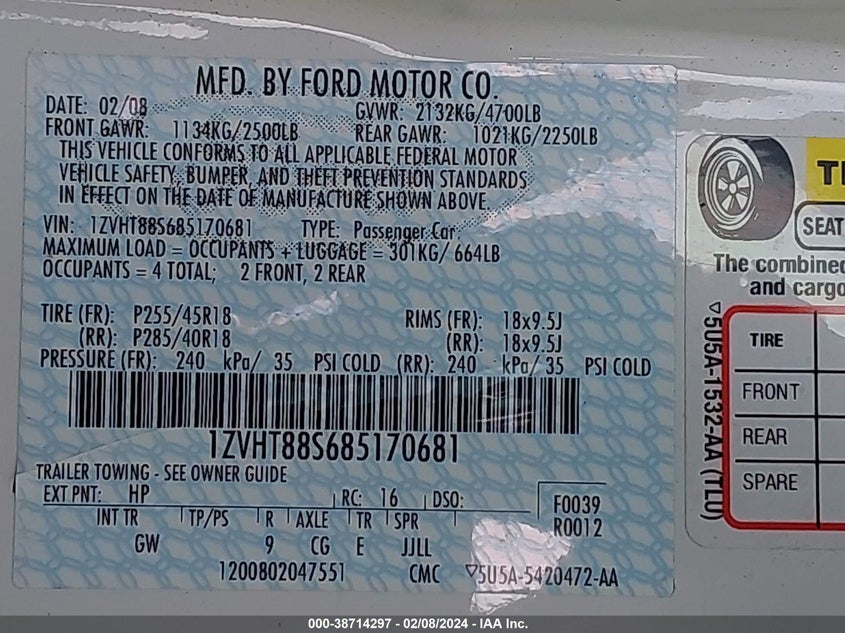 MFD. BY FORD MOTOR CO.
DATE: 02/08 GVWR: 2132KG/4700LB
FRONT GAWR: 1134KG/2500LB REAR GAWR: 1021KG/2250LB
THIS VEHICLE CONFORMS TO ALL APPLICABLE FEDERAL MOTOR
VEHICLE SAFETY, BUMPER, AND THEFT PREVENTION STANDARDS
IN EFFECT ON THE DATE OF MANUFACTURE SHOWN ABOVE.
VIN: 1ZVHT88S685170681 TYPE: Passenger Car
MAXIMUM LOAD = OCCUPANTS + LUGGAGE = 301KG/ 664LB
OCCUPANTS = 4 TOTAL; 2 FRONT, 2 REAR
TIRE (FR): P255/45R18 RIMS (FR): 18x9.5J
(RR): P285/40R18 (RR): 18x9.5J
PRESSURE (FR): 240 kPa/ 35 PSI COLD (RR): 240 kPa/ 35 PSI COLD
1ZVHT88S685170681
TRAILER TOWING - SEE OWNER GUIDE
EXT PNT: HP RC: 16 DSO: F0039
INT TR TP/PS R AXLE TR SPR R0012
GW 9 CG E JJLL
1200802047551 CMC ▽5U5A-5420472-AA
TI
SEAT
The combined
and cargo
▽5U5A-1532-AA (TLU)
TIRE
FRONT
REAR
SPARE
000-38714297 - 02/08/2024 - IAA Inc.